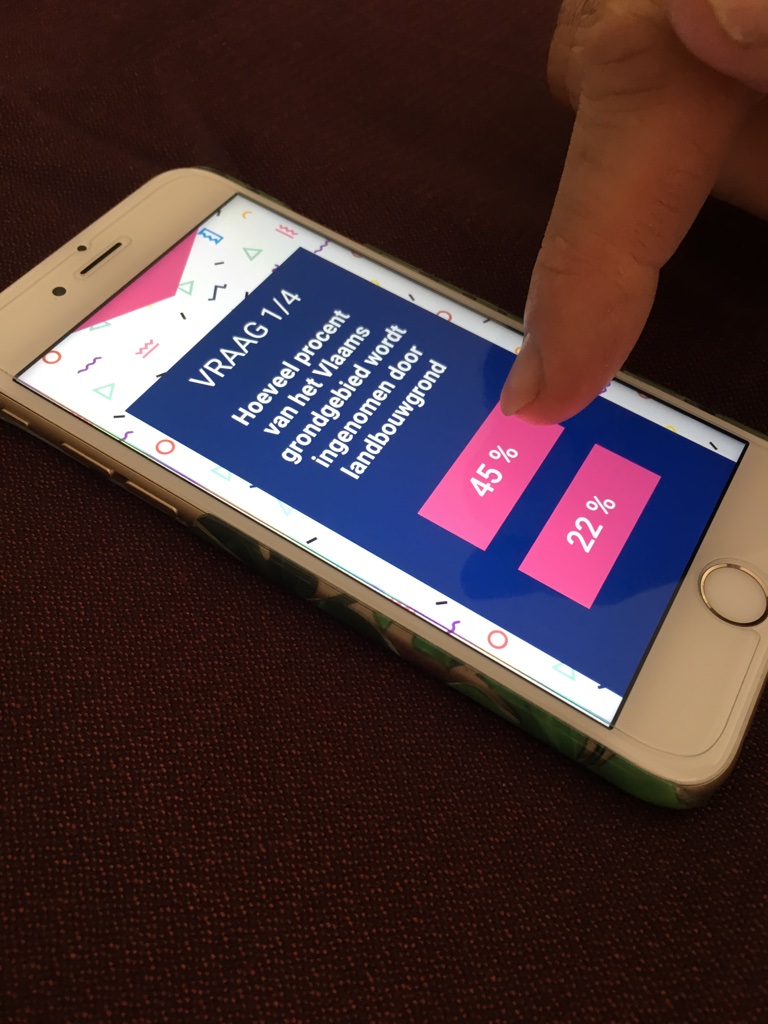 VRAAG 1/4
Hoeveel procent
van het Vlaams
grondgebied wordt
ingenomen door
landbouwgrond
45 %
22 %